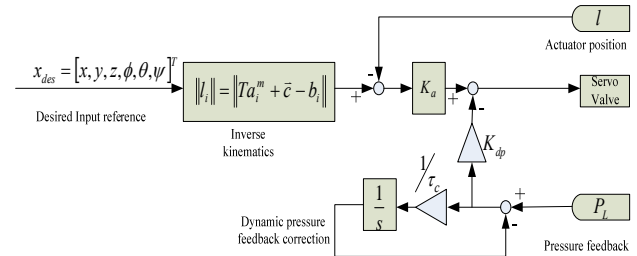 x_des = [x, y, z, ϕ, θ, ψ]^T
Desired Input reference
‖l_i‖ = ‖Ta_i^m + c̄ − b_i‖
Inverse
kinematics
+
-
K_a
+
-
l
Actuator position
Servo
Valve
K_dp
1/τ_c
1/s
Dynamic pressure
feedback correction
+
-
P_L
Pressure feedback